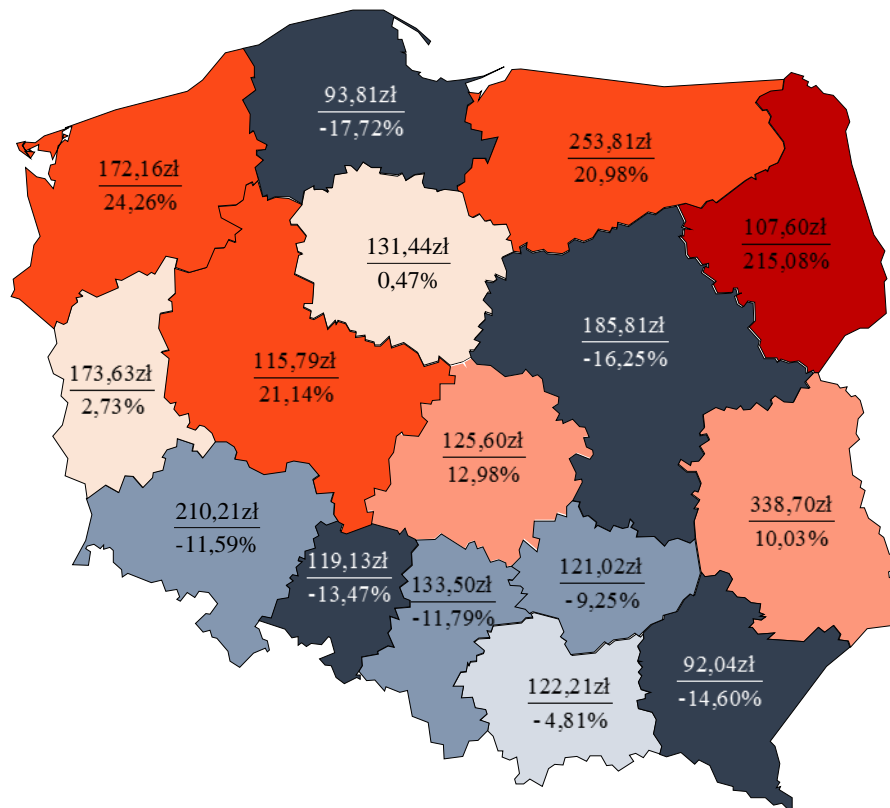 93,81zł
-17,72%
253,81zł
20,98%
172,16zł
24,26%
107,60zł
215,08%
131,44zł
0,47%
185,81zł
-16,25%
115,79zł
21,14%
173,63zł
2,73%
125,60zł
12,98%
338,70zł
10,03%
210,21zł
-11,59%
119,13zł
-13,47%
133,50zł
-11,79%
121,02zł
-9,25%
92,04zł
-14,60%
122,21zł
-4,81%